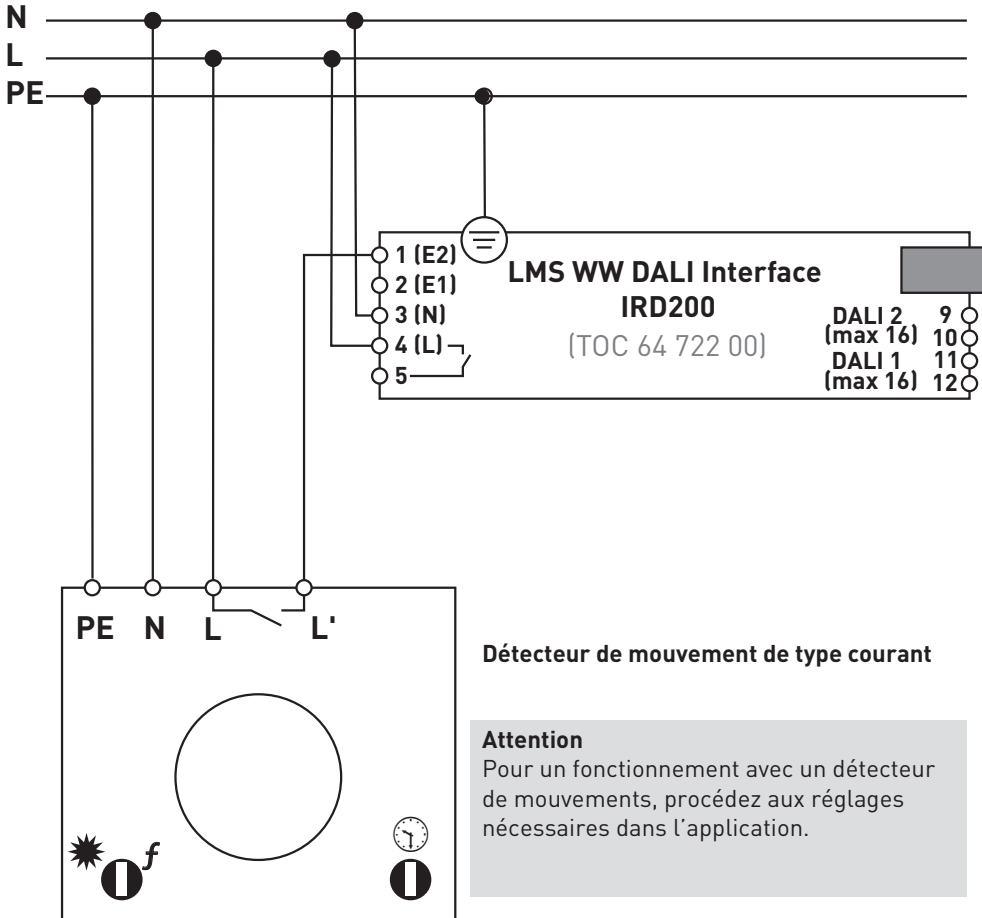 N
L
PE
1 (E2)
2 (E1)
3 (N)
4 (L)
5
LMS WW DALI Interface
IRD200
(TOC 64 722 00)
DALI 2 9
(max 16) 10
DALI 1 11
(max 16) 12
PE N L L'
Détecteur de mouvement de type courant
Attention
Pour un fonctionnement avec un détecteur
de mouvements, procédez aux réglages
nécessaires dans l'application.
f